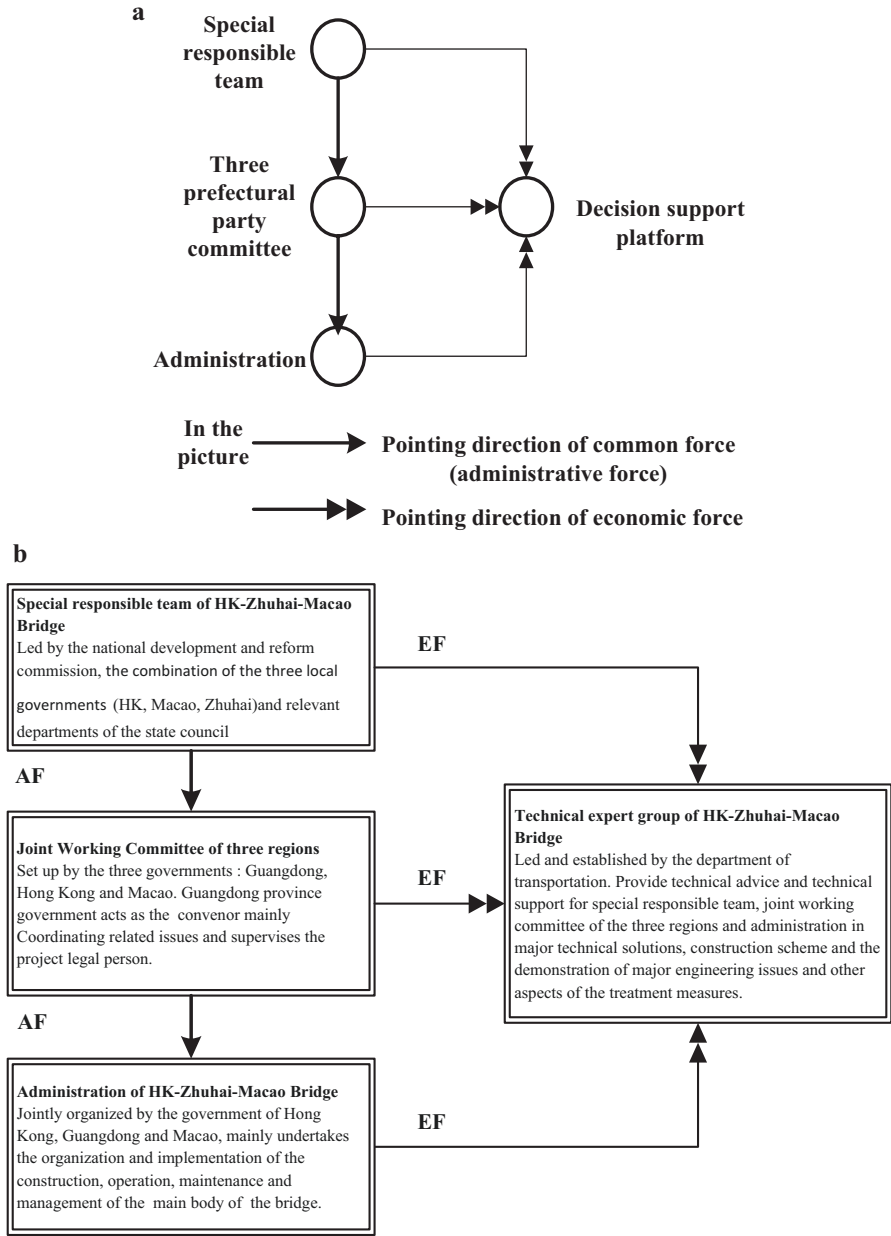 a
Special
responsible
team
Three
prefectural
party
committee
Decision support
platform
Administration
In the
picture
Pointing direction of common force
(administrative force)
Pointing direction of economic force
b
Special responsible team of HK-Zhuhai-Macao
Bridge
Led by the national development and reform
commission, the combination of the three local
governments (HK, Macao, Zhuhai)and relevant
departments of the state council
EF
AF
Joint Working Committee of three regions
Set up by the three governments : Guangdong,
Hong Kong and Macao. Guangdong province
government acts as the convenor mainly
Coordinating related issues and supervises the
project legal person.
EF
Technical expert group of HK-Zhuhai-Macao
Bridge
Led and established by the department of
transportation. Provide technical advice and technical
support for special responsible team, joint working
committee of the three regions and administration in
major technical solutions, construction scheme and the
demonstration of major engineering issues and other
aspects of the treatment measures.
AF
Administration of HK-Zhuhai-Macao Bridge
Jointly organized by the government of Hong
Kong, Guangdong and Macao, mainly undertakes
the organization and implementation of the
construction, operation, maintenance and
management of the main body of the bridge.
EF